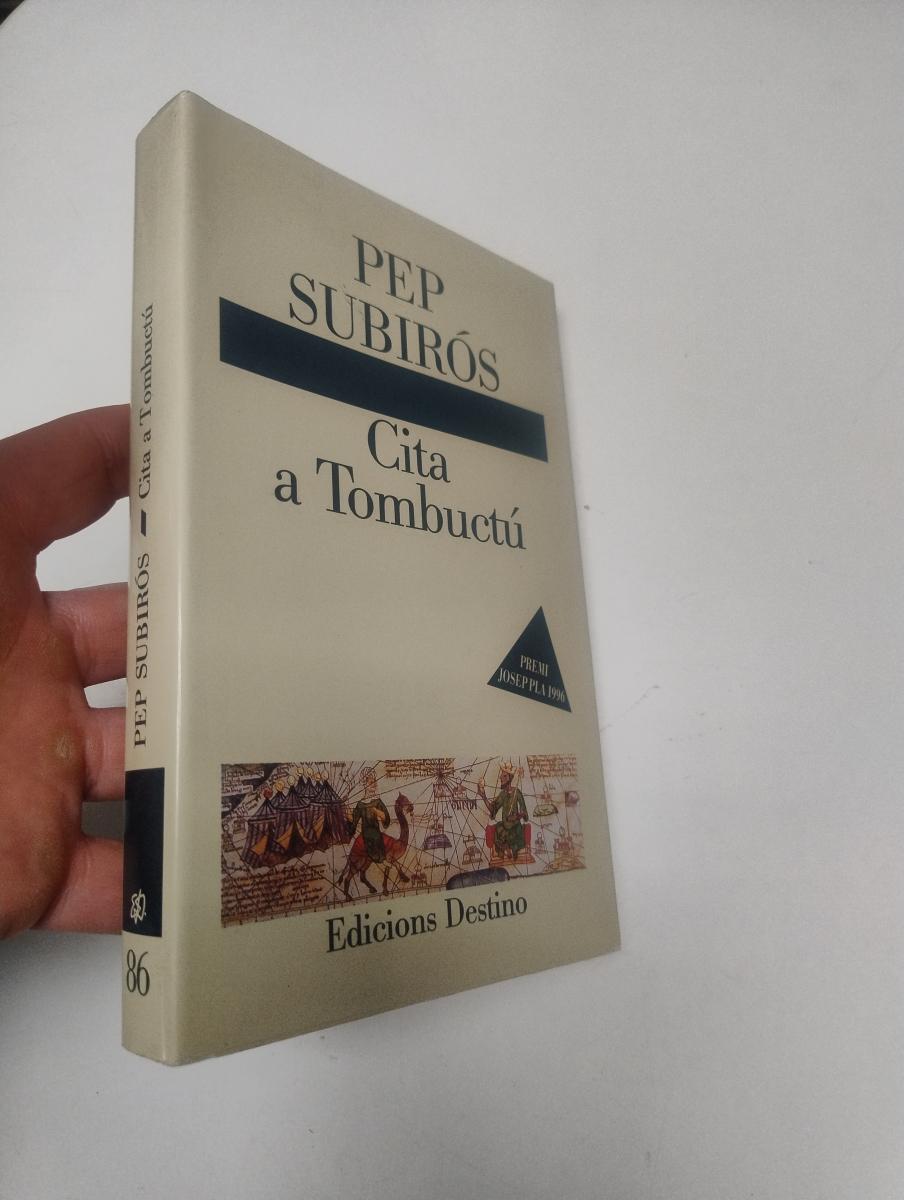 PEP
SUBIRÓS
Cita
a Tombuctú
PREMI
JOSEP PLA 1996
Edicions Destino
PEP SUBIRÓS — Cita a Tombuctú
86